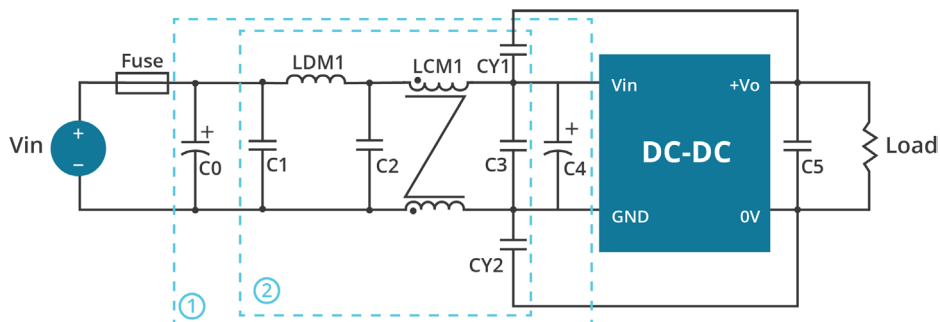 Fuse
LDM1
LCM1
CY1
Vin
+Vo
Vin
+
−
+
C0
C1
C2
C3
+
C4
DC-DC
C5
Load
GND
0V
CY2
1
2